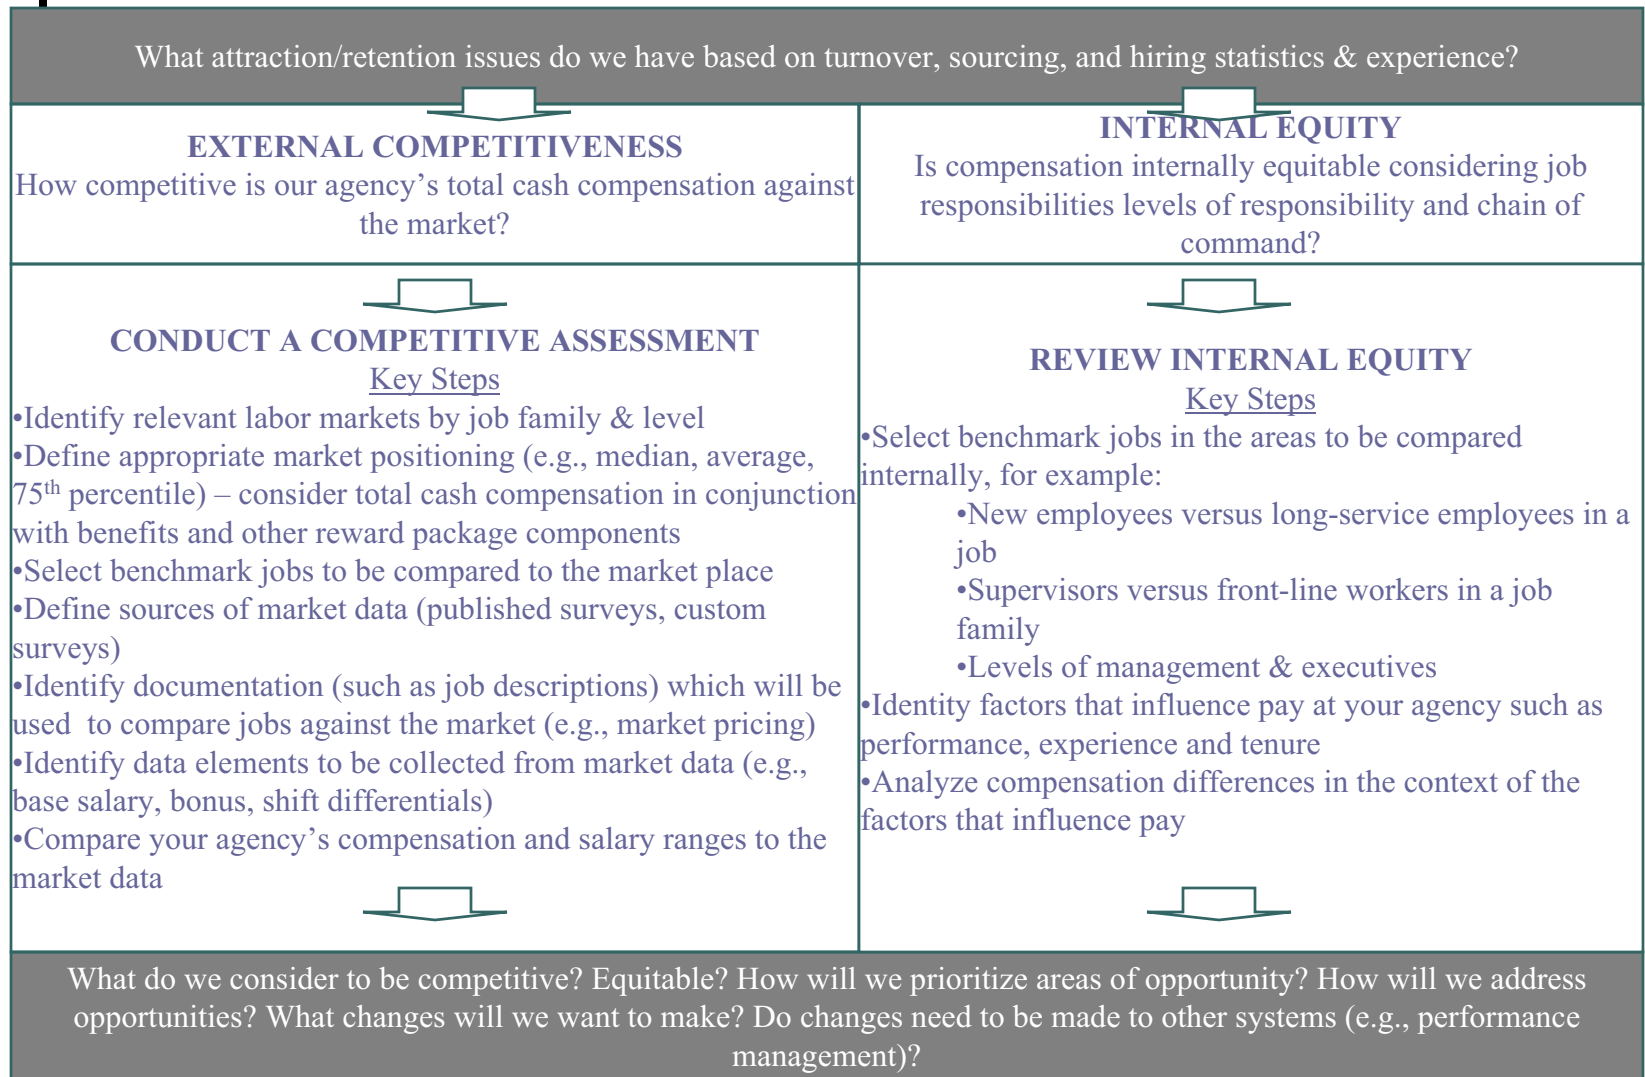 What attraction/retention issues do we have based on turnover, sourcing, and hiring statistics & experience?
EXTERNAL COMPETITIVENESS
How competitive is our agency’s total cash compensation against
the market?
INTERNAL EQUITY
Is compensation internally equitable considering job
responsibilities levels of responsibility and chain of
command?
CONDUCT A COMPETITIVE ASSESSMENT
Key Steps
•Identify relevant labor markets by job family & level
•Define appropriate market positioning (e.g., median, average,
75th percentile) – consider total cash compensation in conjunction
with benefits and other reward package components
•Select benchmark jobs to be compared to the market place
•Define sources of market data (published surveys, custom
surveys)
•Identify documentation (such as job descriptions) which will be
used  to compare jobs against the market (e.g., market pricing)
•Identify data elements to be collected from market data (e.g.,
base salary, bonus, shift differentials)
•Compare your agency’s compensation and salary ranges to the
market data
REVIEW INTERNAL EQUITY
Key Steps
•Select benchmark jobs in the areas to be compared
internally, for example:
•New employees versus long-service employees in a
job
•Supervisors versus front-line workers in a job
family
•Levels of management & executives
•Identity factors that influence pay at your agency such as
performance, experience and tenure
•Analyze compensation differences in the context of the
factors that influence pay
What do we consider to be competitive? Equitable? How will we prioritize areas of opportunity? How will we address
opportunities? What changes will we want to make? Do changes need to be made to other systems (e.g., performance
management)?